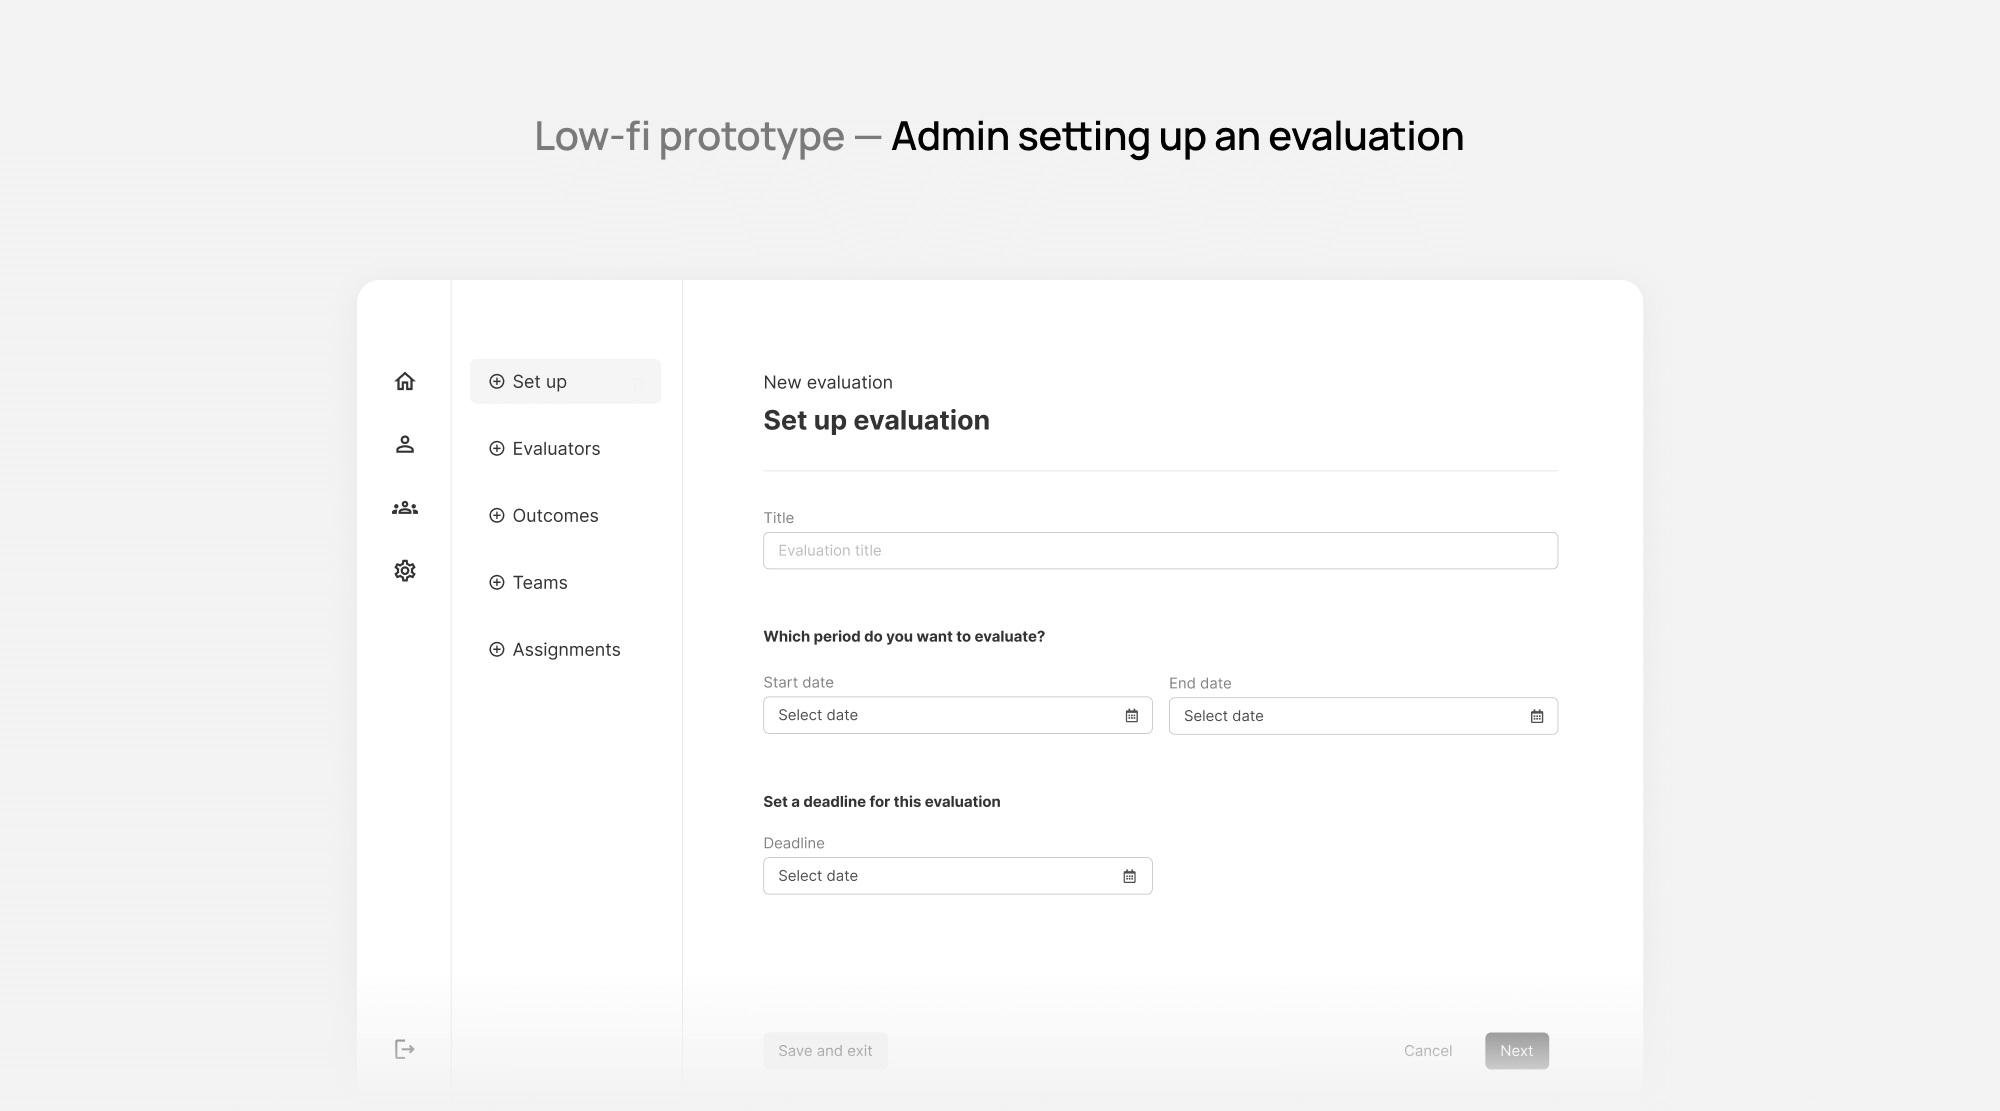 Low-fi prototype — Admin setting up an evaluation
Set up
Evaluators
Outcomes
Teams
Assignments
New evaluation
Set up evaluation
Title
Evaluation title
Which period do you want to evaluate?
Start date
End date
Select date
Select date
Set a deadline for this evaluation
Deadline
Select date
Save and exit
Cancel
Next